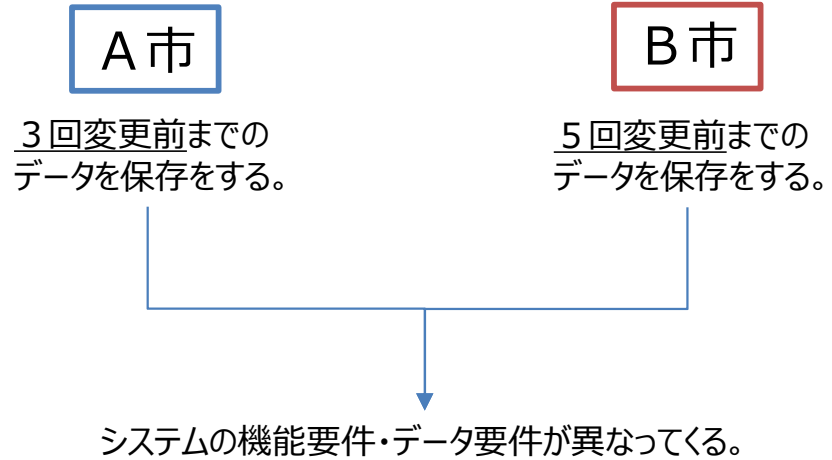 A市
3回変更前までの
データを保存をする。
B市
5回変更前までの
データを保存をする。
システムの機能要件・データ要件が異なってくる。